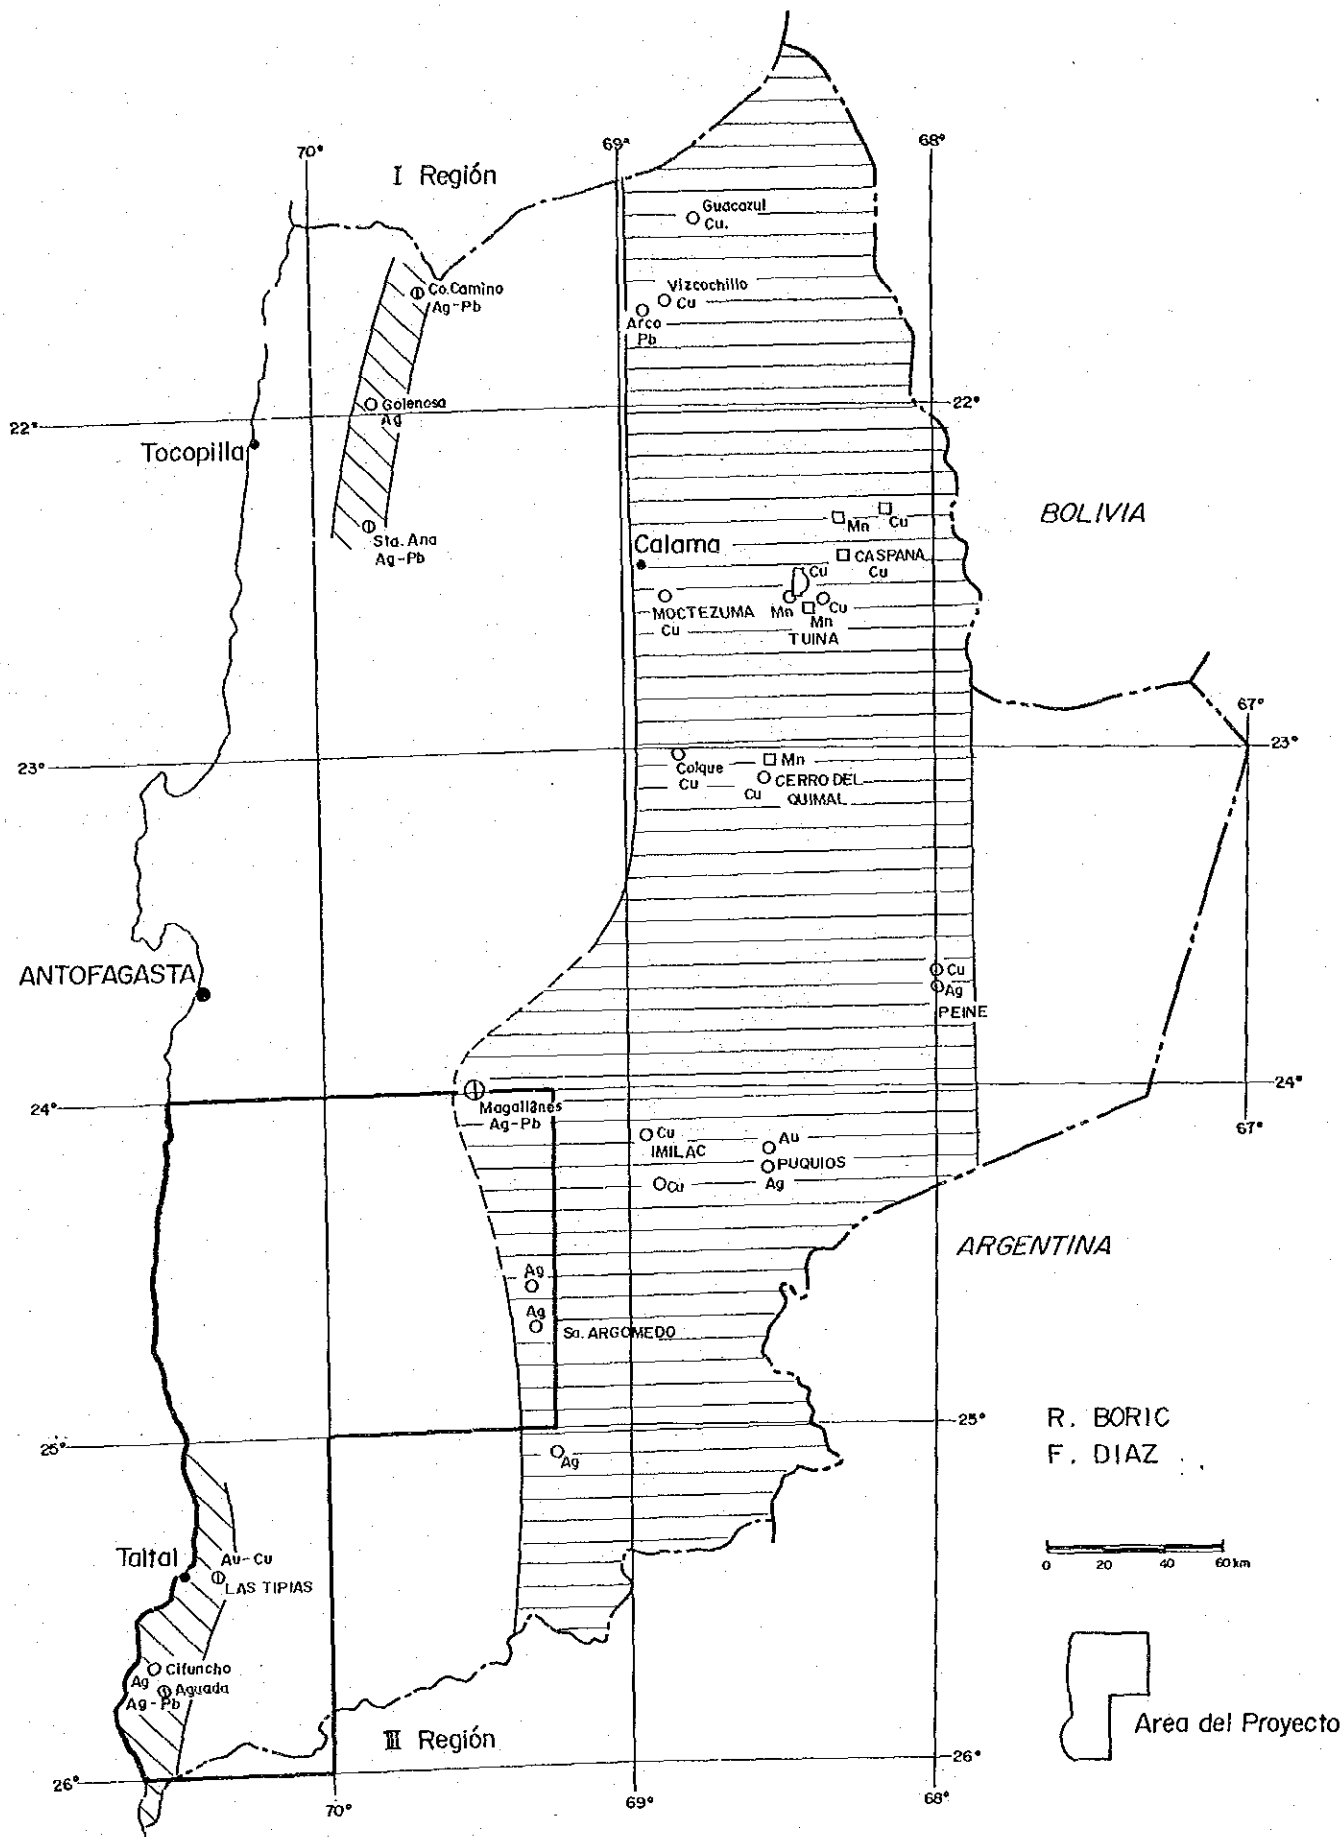 70°
69°
68°
I Región
Guacazul
Cu.
Co. Camino
Ag-Pb
Vizcochillo
Cu
Arco
Pb
Golenosa
Ag
22°
22°
Tocopilla
Sta. Ana
Ag-Pb
BOLIVIA
Mn
Cu
Calama
CASPANA
Cu
Cu
MOCTEZUMA
Cu
Mn
Cu
Mn
TUINA
67°
23°
23°
Colque
Cu
Mn
CERRO DEL
QUIMAL
Cu
ANTOFAGASTA
Cu
Ag
PEINE
24°
24°
Magallanes
Ag-Pb
67°
Cu
IMILAC
Au
PUQUIOS
Ag
Cu
ARGENTINA
Ag
Ag
Sa. ARGOMEDO
25°
25°
Ag
R. BORIC
F. DIAZ
Taltal
Au-Cu
LAS TIPIAS
0 20 40 60 km
Cifuncho
Ag
Aguada
Ag-Pb
III Región
Area del Proyecto
26°
26°
70°
69°
68°